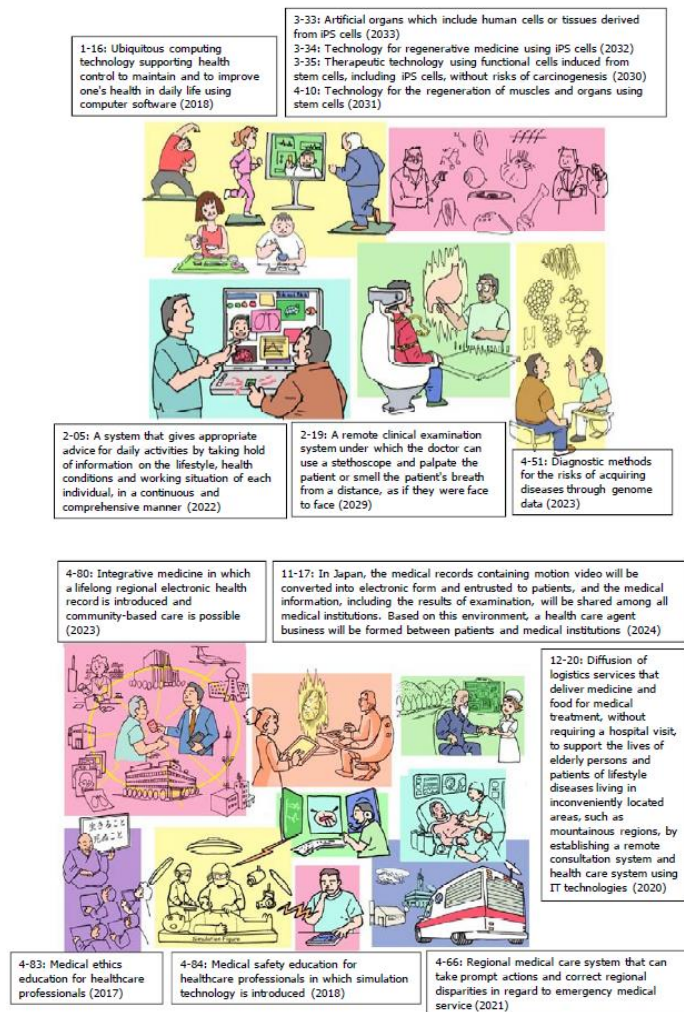 1-16: Ubiquitous computing
technology supporting health
control to maintain and to improve
one's health in daily life using
computer software (2018)
3-33: Artificial organs which include human cells or tissues derived
from iPS cells (2033)
3-34: Technology for regenerative medicine using iPS cells (2032)
3-35: Therapeutic technology using functional cells induced from
stem cells, including iPS cells, without risks of carcinogenesis (2030)
4-10: Technology for the regeneration of muscles and organs using
stem cells (2031)
2-05: A system that gives appropriate
advice for daily activities by taking hold
of information on the lifestyle, health
conditions and working situation of each
individual, in a continuous and
comprehensive manner (2022)
2-19: A remote clinical examination
system under which the doctor can
use a stethoscope and palpate the
patient or smell the patient's breath
from a distance, as if they were face
to face (2029)
4-51: Diagnostic methods
for the risks of acquiring
diseases through genome
data (2023)
4-80: Integrative medicine in which
a lifelong regional electronic health
record is introduced and
community-based care is possible
(2023)
11-17: In Japan, the medical records containing motion video will be
converted into electronic form and entrusted to patients, and the medical
information, including the results of examination, will be shared among all
medical institutions. Based on this environment, a health care agent
business will be formed between patients and medical institutions (2024)
12-20: Diffusion of
logistics services that
deliver medicine and
food for medical
treatment, without
requiring a hospital visit,
to support the lives of
elderly persons and
patients of lifestyle
diseases living in
inconveniently located
areas, such as
mountainous regions, by
establishing a remote
consultation system and
health care system using
IT technologies (2020)
生きること
死ぬこと
Simulation Figure
4-83: Medical ethics
education for healthcare
professionals (2017)
4-84: Medical safety education for
healthcare professionals in which simulation
technology is introduced (2018)
4-66: Regional medical care system that can
take prompt actions and correct regional
disparities in regard to emergency medical
service (2021)